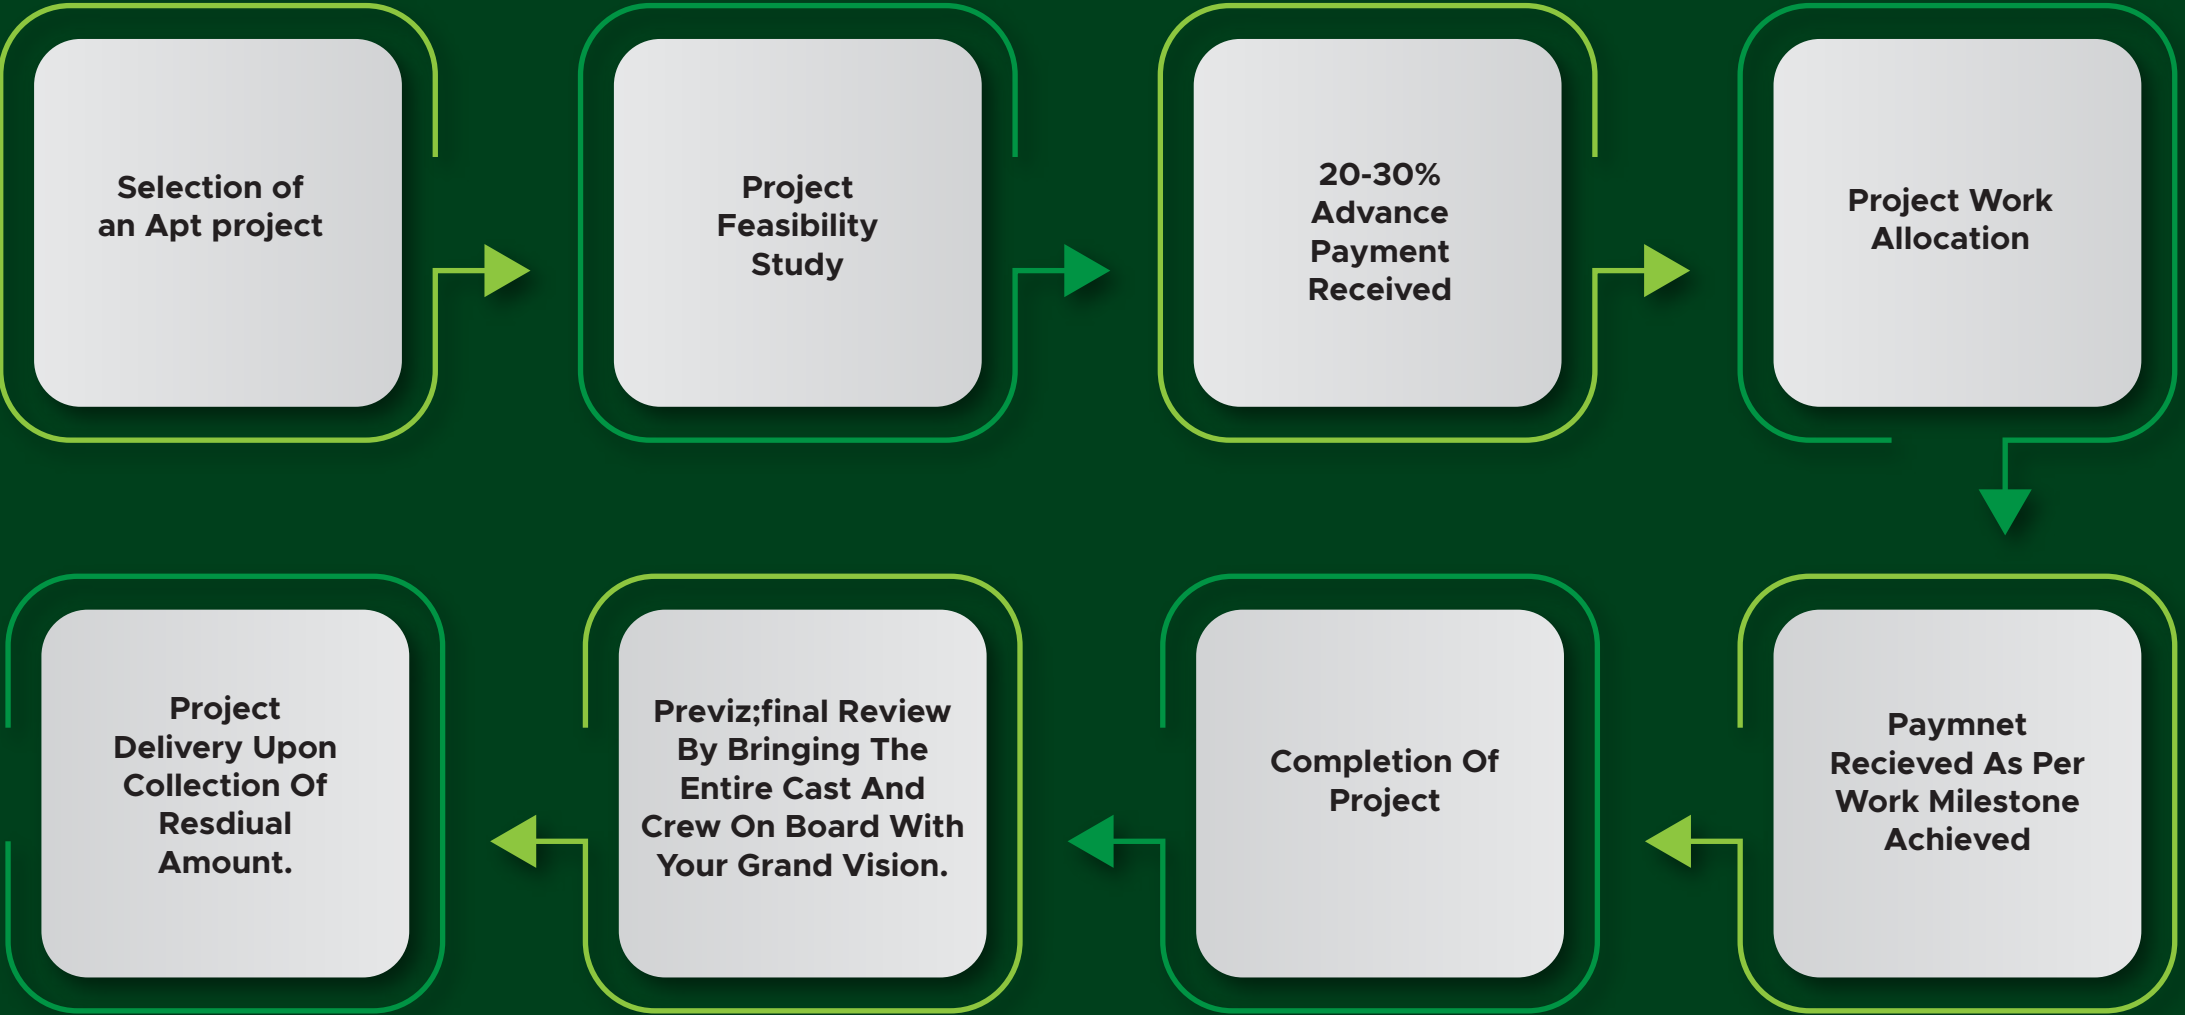 Selection of
an Apt project
Project
Feasibility
Study
20-30%
Advance
Payment
Received
Project Work
Allocation
Paymnet
Recieved As Per
Work Milestone
Achieved
Completion Of
Project
Previz;final Review
By Bringing The
Entire Cast And
Crew On Board With
Your Grand Vision.
Project
Delivery Upon
Collection Of
Resdiual
Amount.